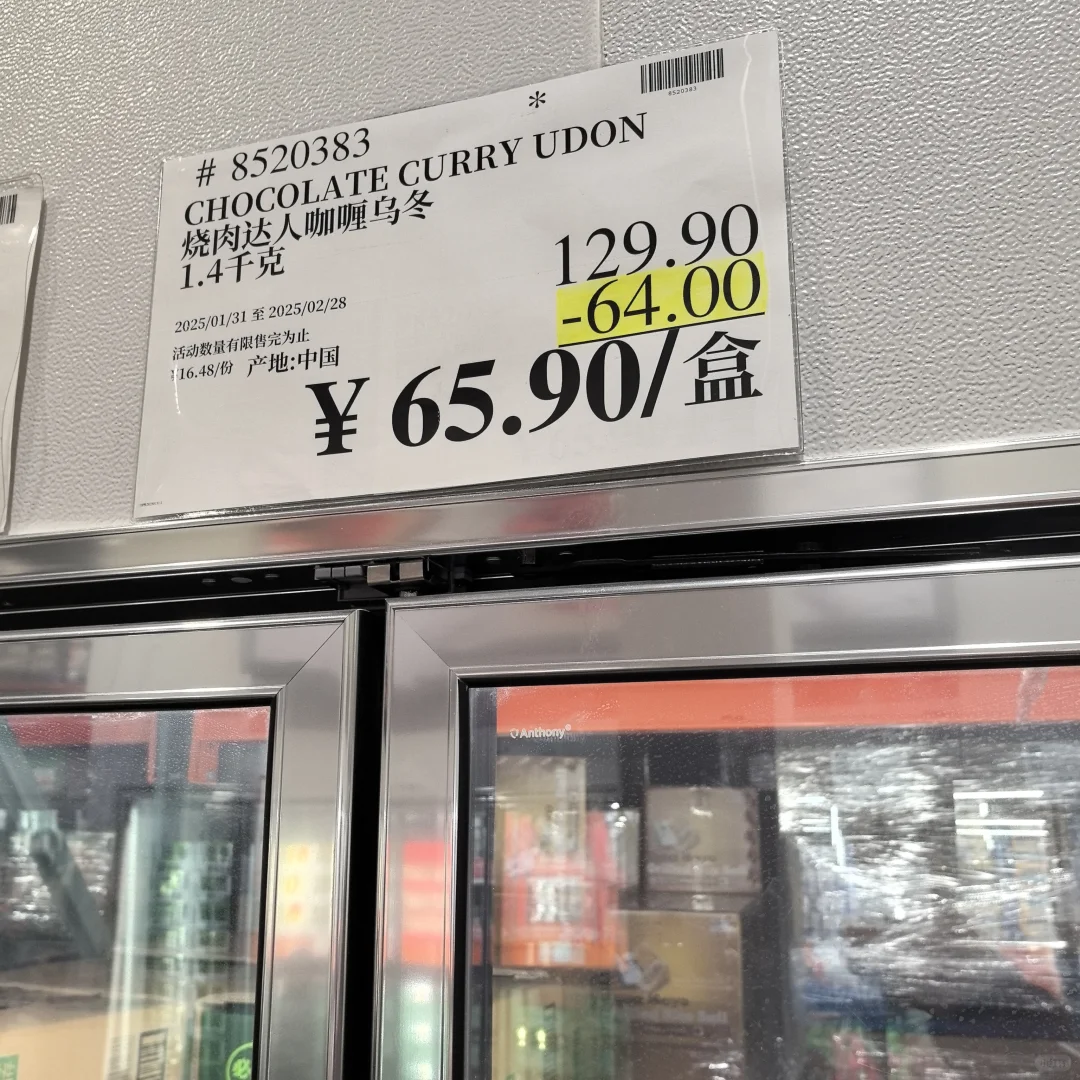 *
8520383
# 8520383
CHOCOLATE CURRY UDON
烧肉达人咖喱乌冬
1.4千克
129.90
-64.00
2025/01/31 至 2025/02/28
活动数量有限售完为止
¥16.48/份 产地:中国
¥ 65.90/盒
Anthony®